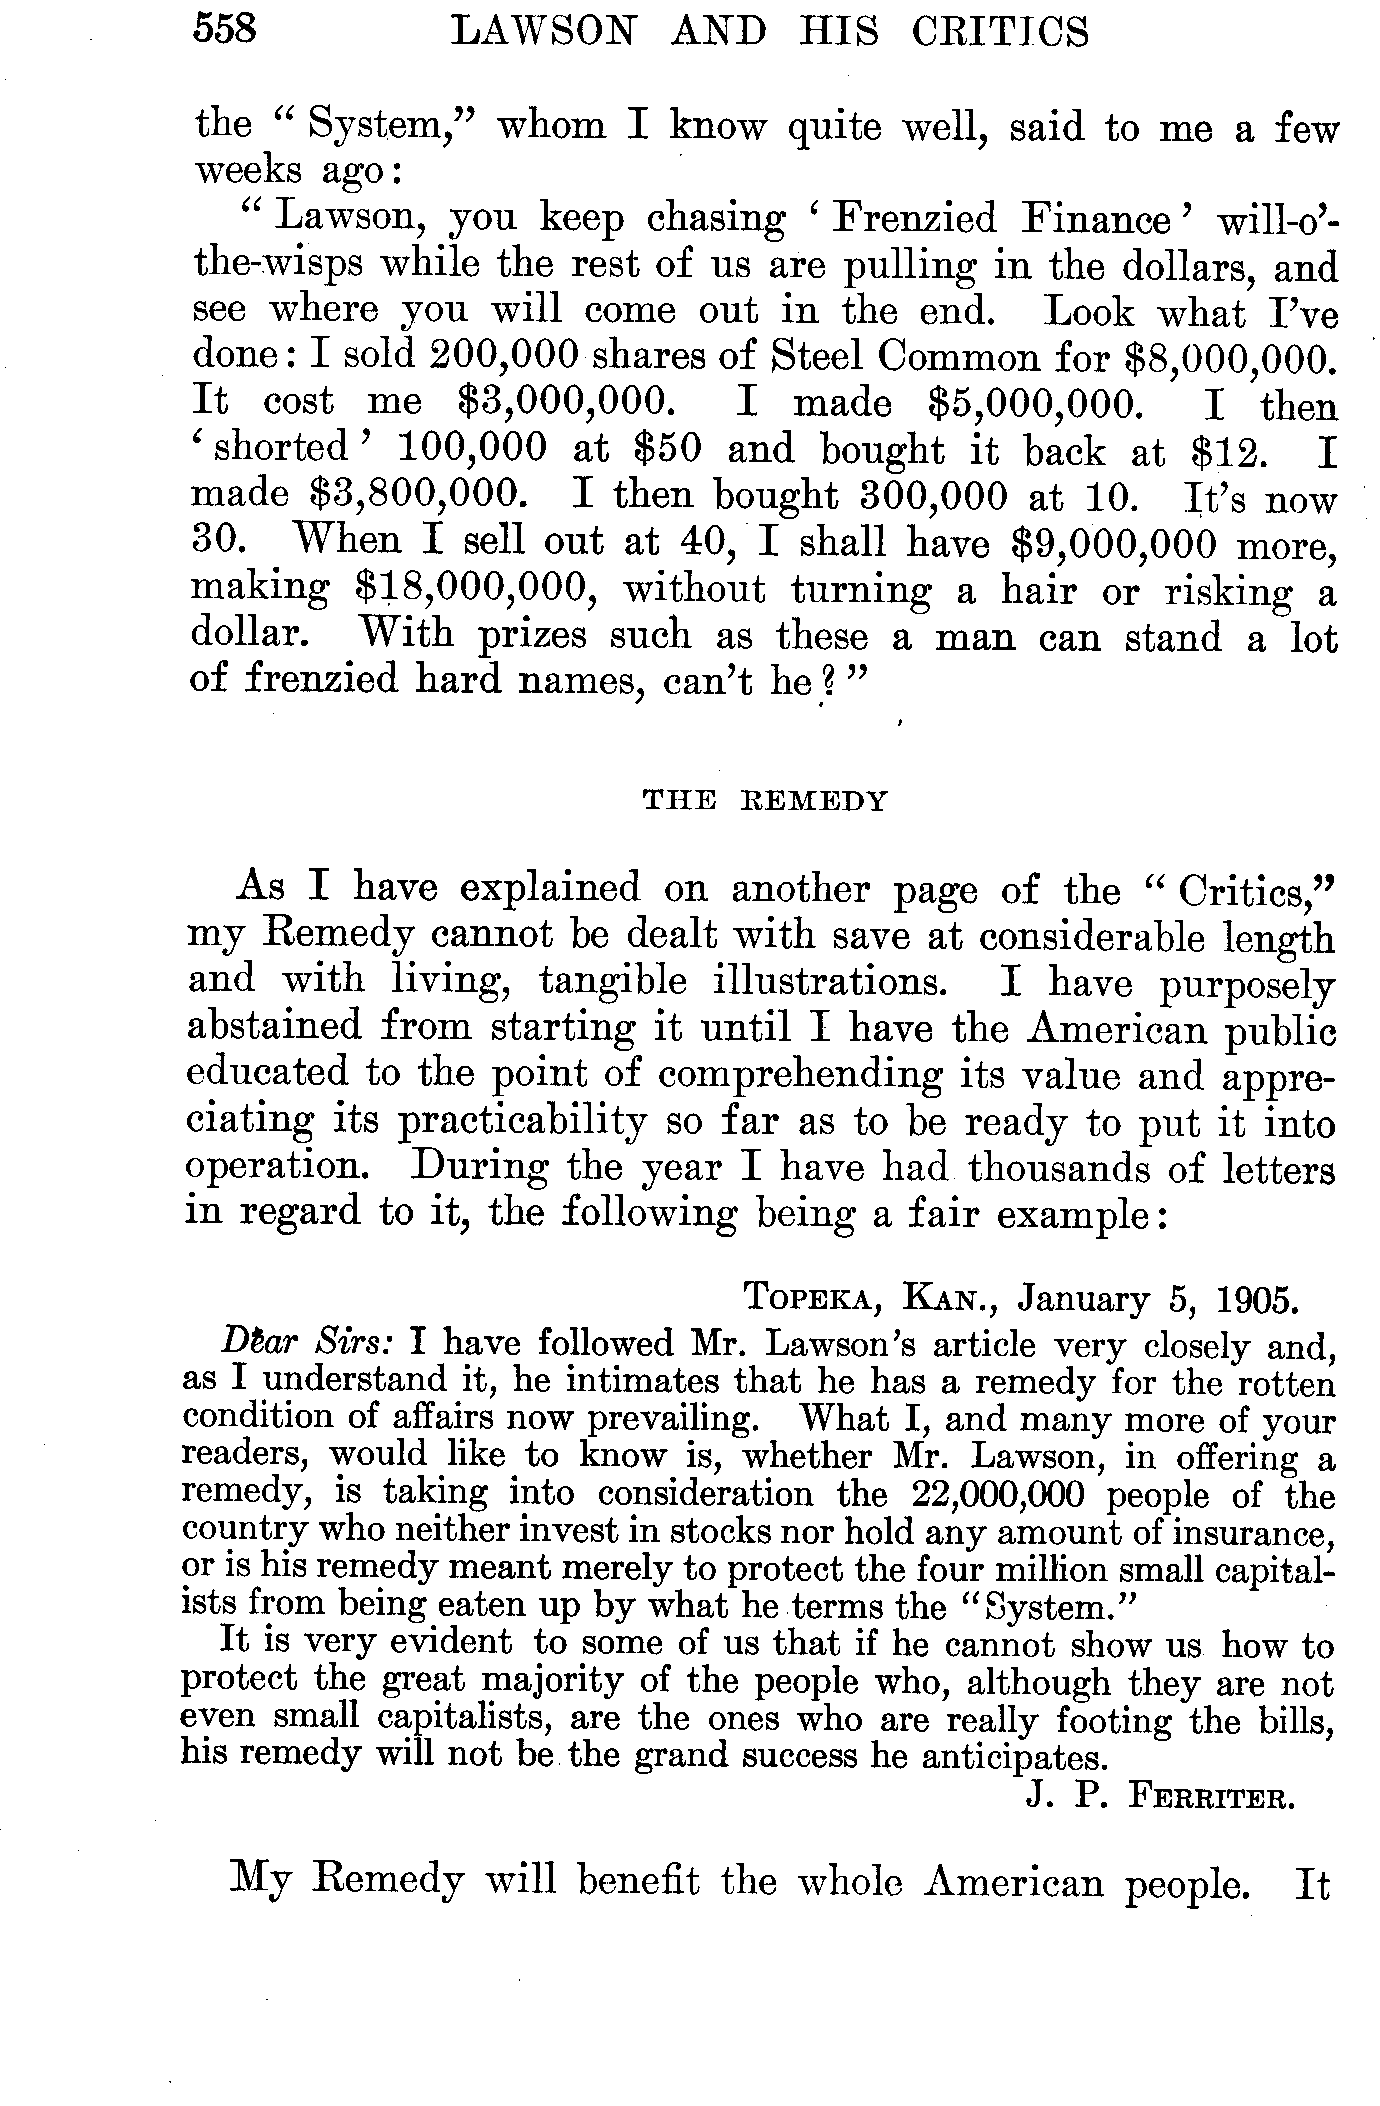 558 LAWSON AND HIS CRITICS
the “ System,” whom I know quite well, said to me a few
weeks ago:
“ Lawson, you keep chasing ‘ Frenzied Finance ’ will-o’-
the-wisps while the rest of us are pulling in the dollars, and
see where you will come out in the end. Look what I’ve
done: I sold 200,000 shares of Steel Common for $8,000,000.
It cost me $3,000,000. I made $5,000,000. I then
‘ shorted ’ 100,000 at $50 and bought it back at $12. I
made $3,800,000. I then bought 300,000 at 10. It’s now
30. When I sell out at 40, I shall have $9,000,000 more,
making $18,000,000, without turning a hair or risking a
dollar. With prizes such as these a man can stand a lot
of frenzied hard names, can’t he? ”
THE REMEDY
As I have explained on another page of the “ Critics,”
my Remedy cannot be dealt with save at considerable length
and with living, tangible illustrations. I have purposely
abstained from starting it until I have the American public
educated to the point of comprehending its value and appre-
ciating its practicability so far as to be ready to put it into
operation. During the year I have had thousands of letters
in regard to it, the following being a fair example:
TOPEKA, KAN., January 5, 1905.
Dear Sirs: I have followed Mr. Lawson’s article very closely and,
as I understand it, he intimates that he has a remedy for the rotten
condition of affairs now prevailing. What I, and many more of your
readers, would like to know is, whether Mr. Lawson, in offering a
remedy, is taking into consideration the 22,000,000 people of the
country who neither invest in stocks nor hold any amount of insurance,
or is his remedy meant merely to protect the four million small capital-
ists from being eaten up by what he terms the “System.”
It is very evident to some of us that if he cannot show us how to
protect the great majority of the people who, although they are not
even small capitalists, are the ones who are really footing the bills,
his remedy will not be the grand success he anticipates.
J. P. FERRITER.
My Remedy will benefit the whole American people. It